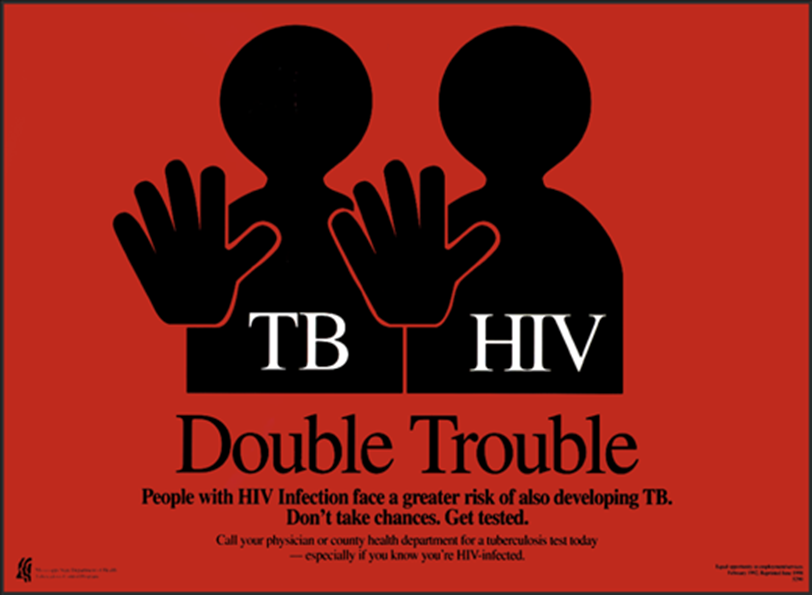 TB
HIV
Double Trouble
People with HIV Infection face a greater risk of also developing TB.
Don't take chances. Get tested.
Call your physician or county health department for a tuberculosis test today
— especially if you know you're HIV-infected.